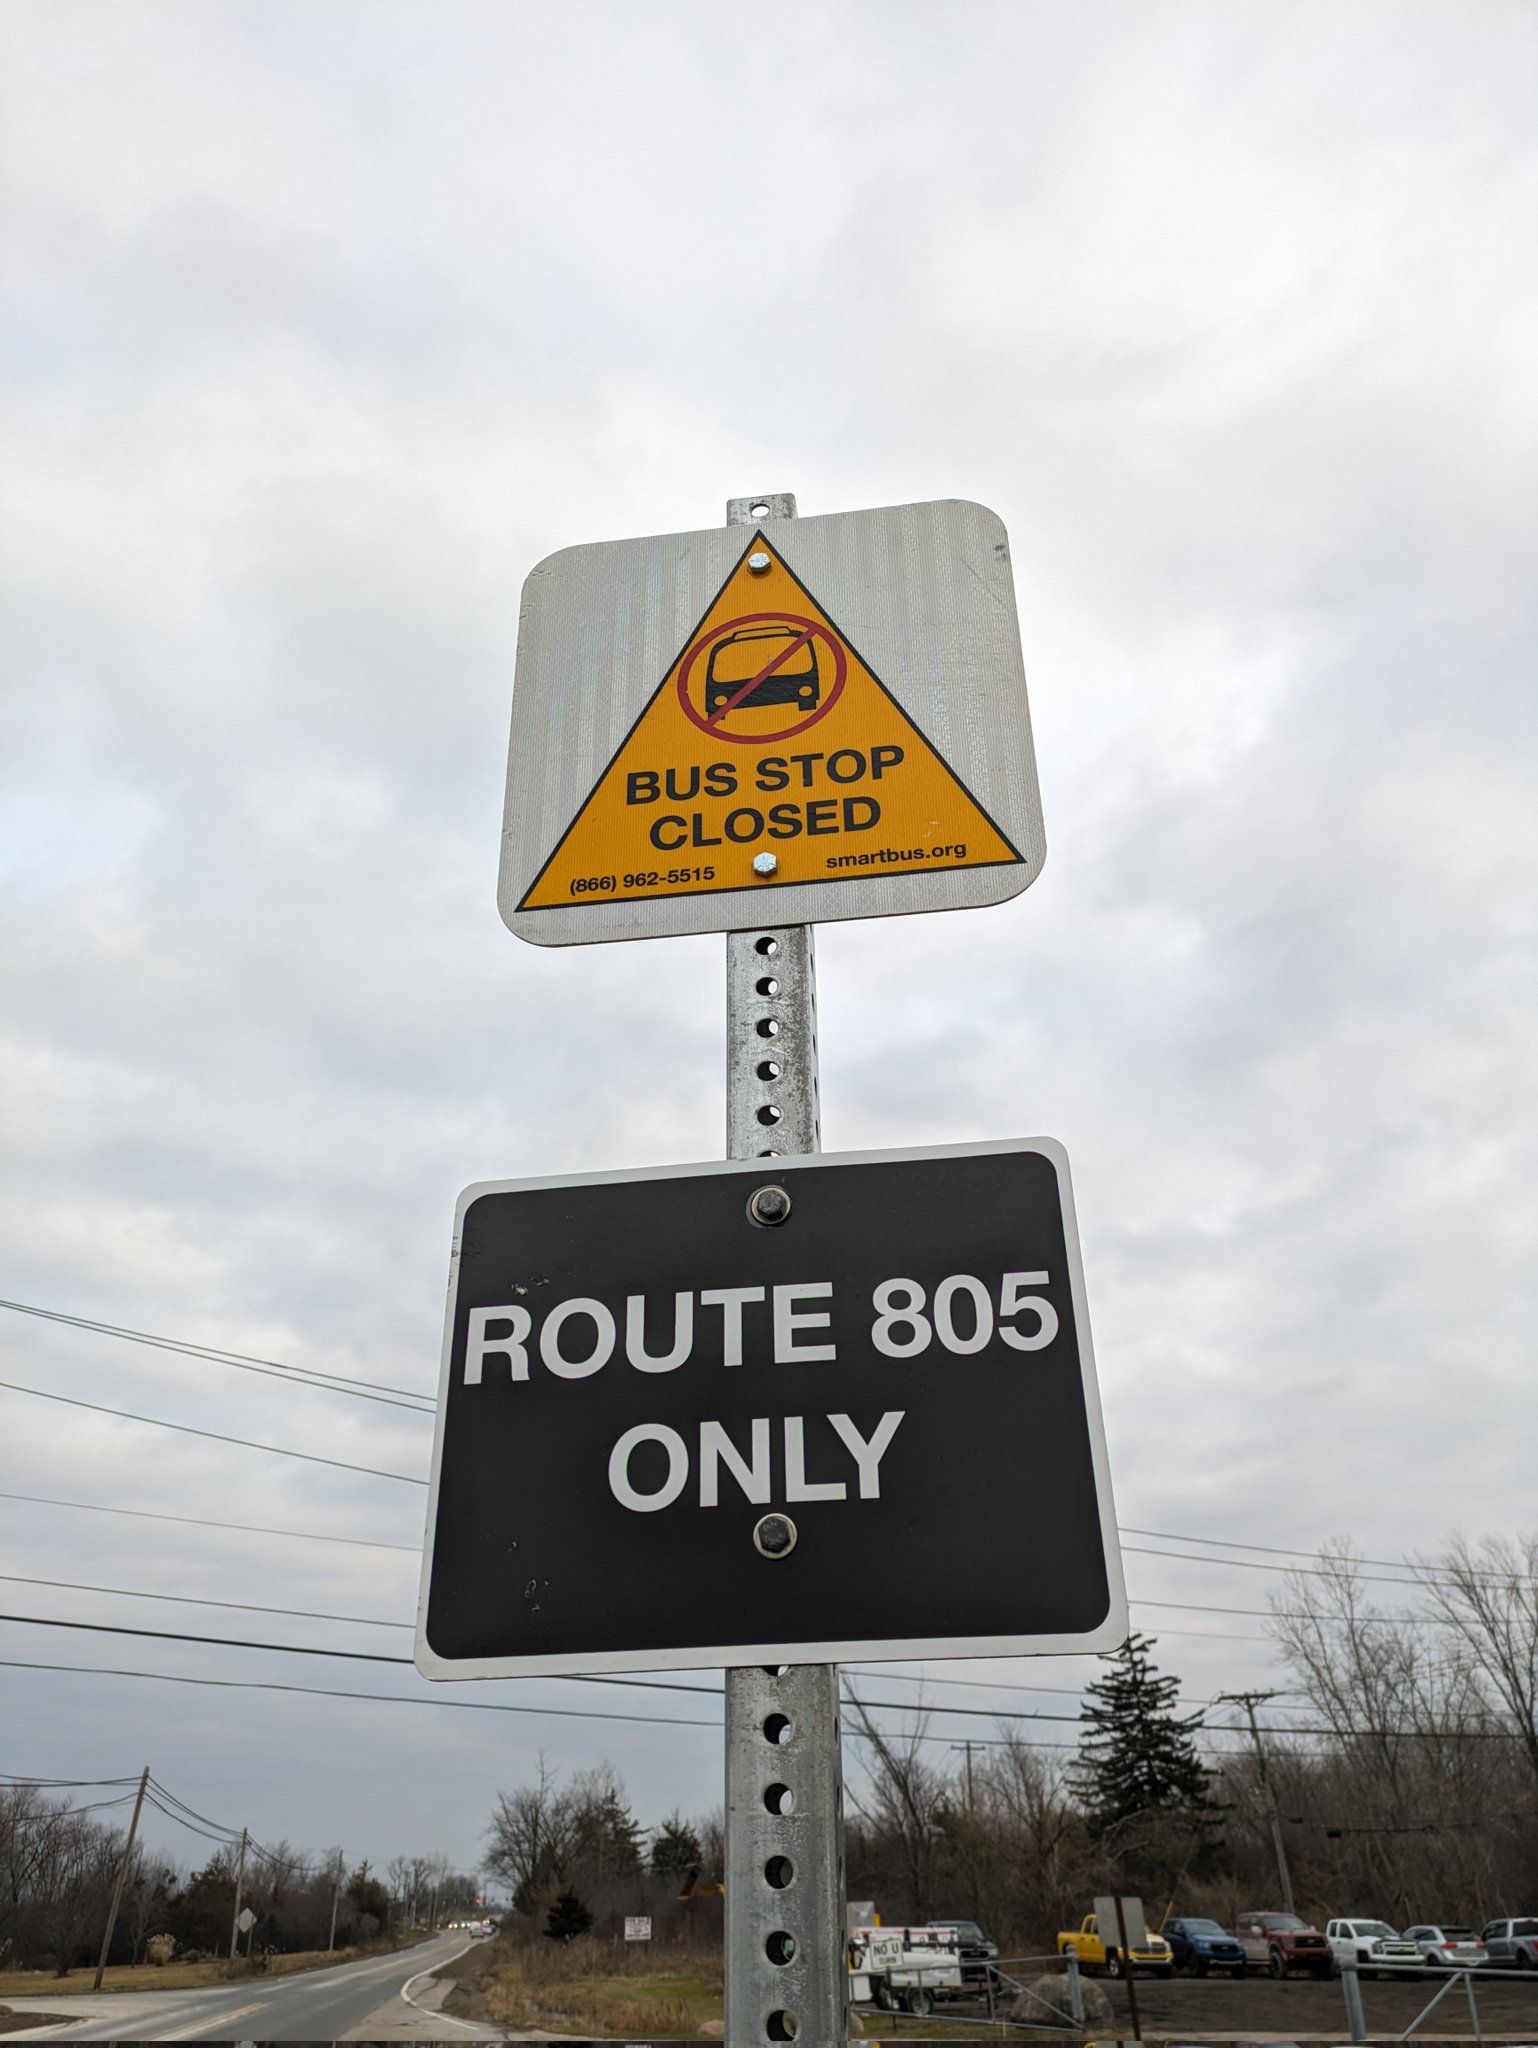 BUS STOP
CLOSED
(866) 962-5515
smartbus.org
ROUTE 805
ONLY
NO U
TURN